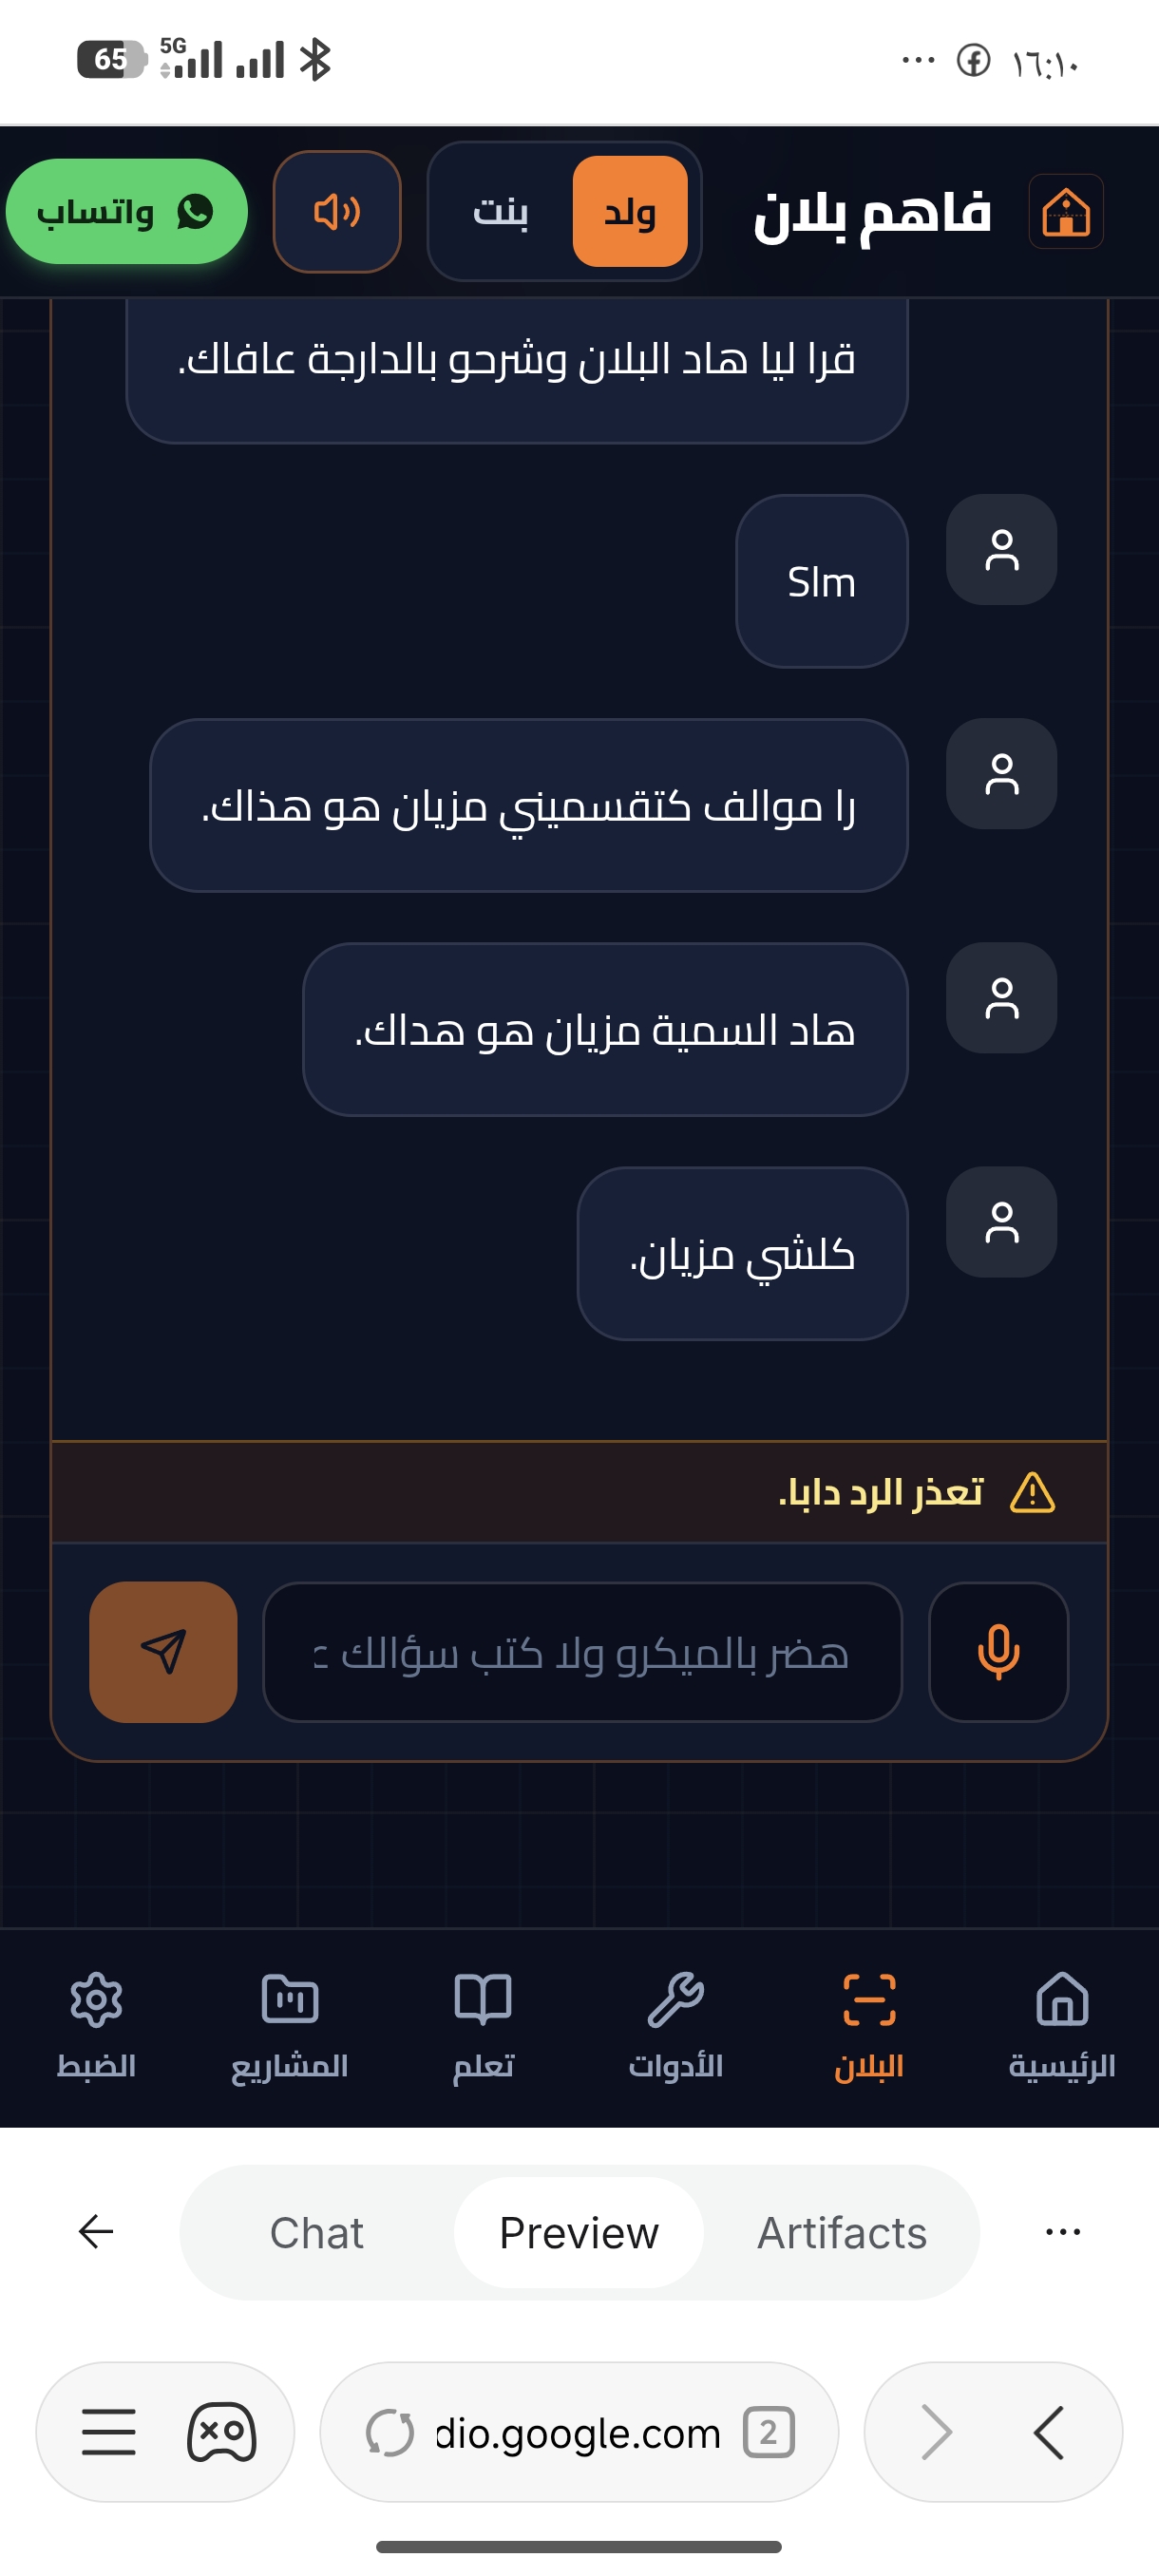 65 5G ... ١٦:١٠
فاهم بلان
ولد
بنت
واتساب
قرا ليا هاد البلان وشرحو بالدارجة عافاك.
Slm
را موالف كتقسميني مزيان هو هذاك.
هاد السمية مزيان هو هداك.
كلشي مزيان.
تعذر الرد دابا.
هضر بالميكرو ولا كتب سؤالك
الرئيسية
البلان
الأدوات
تعلم
المشاريع
الضبط
Chat Preview Artifacts ...
dio.google.com 2